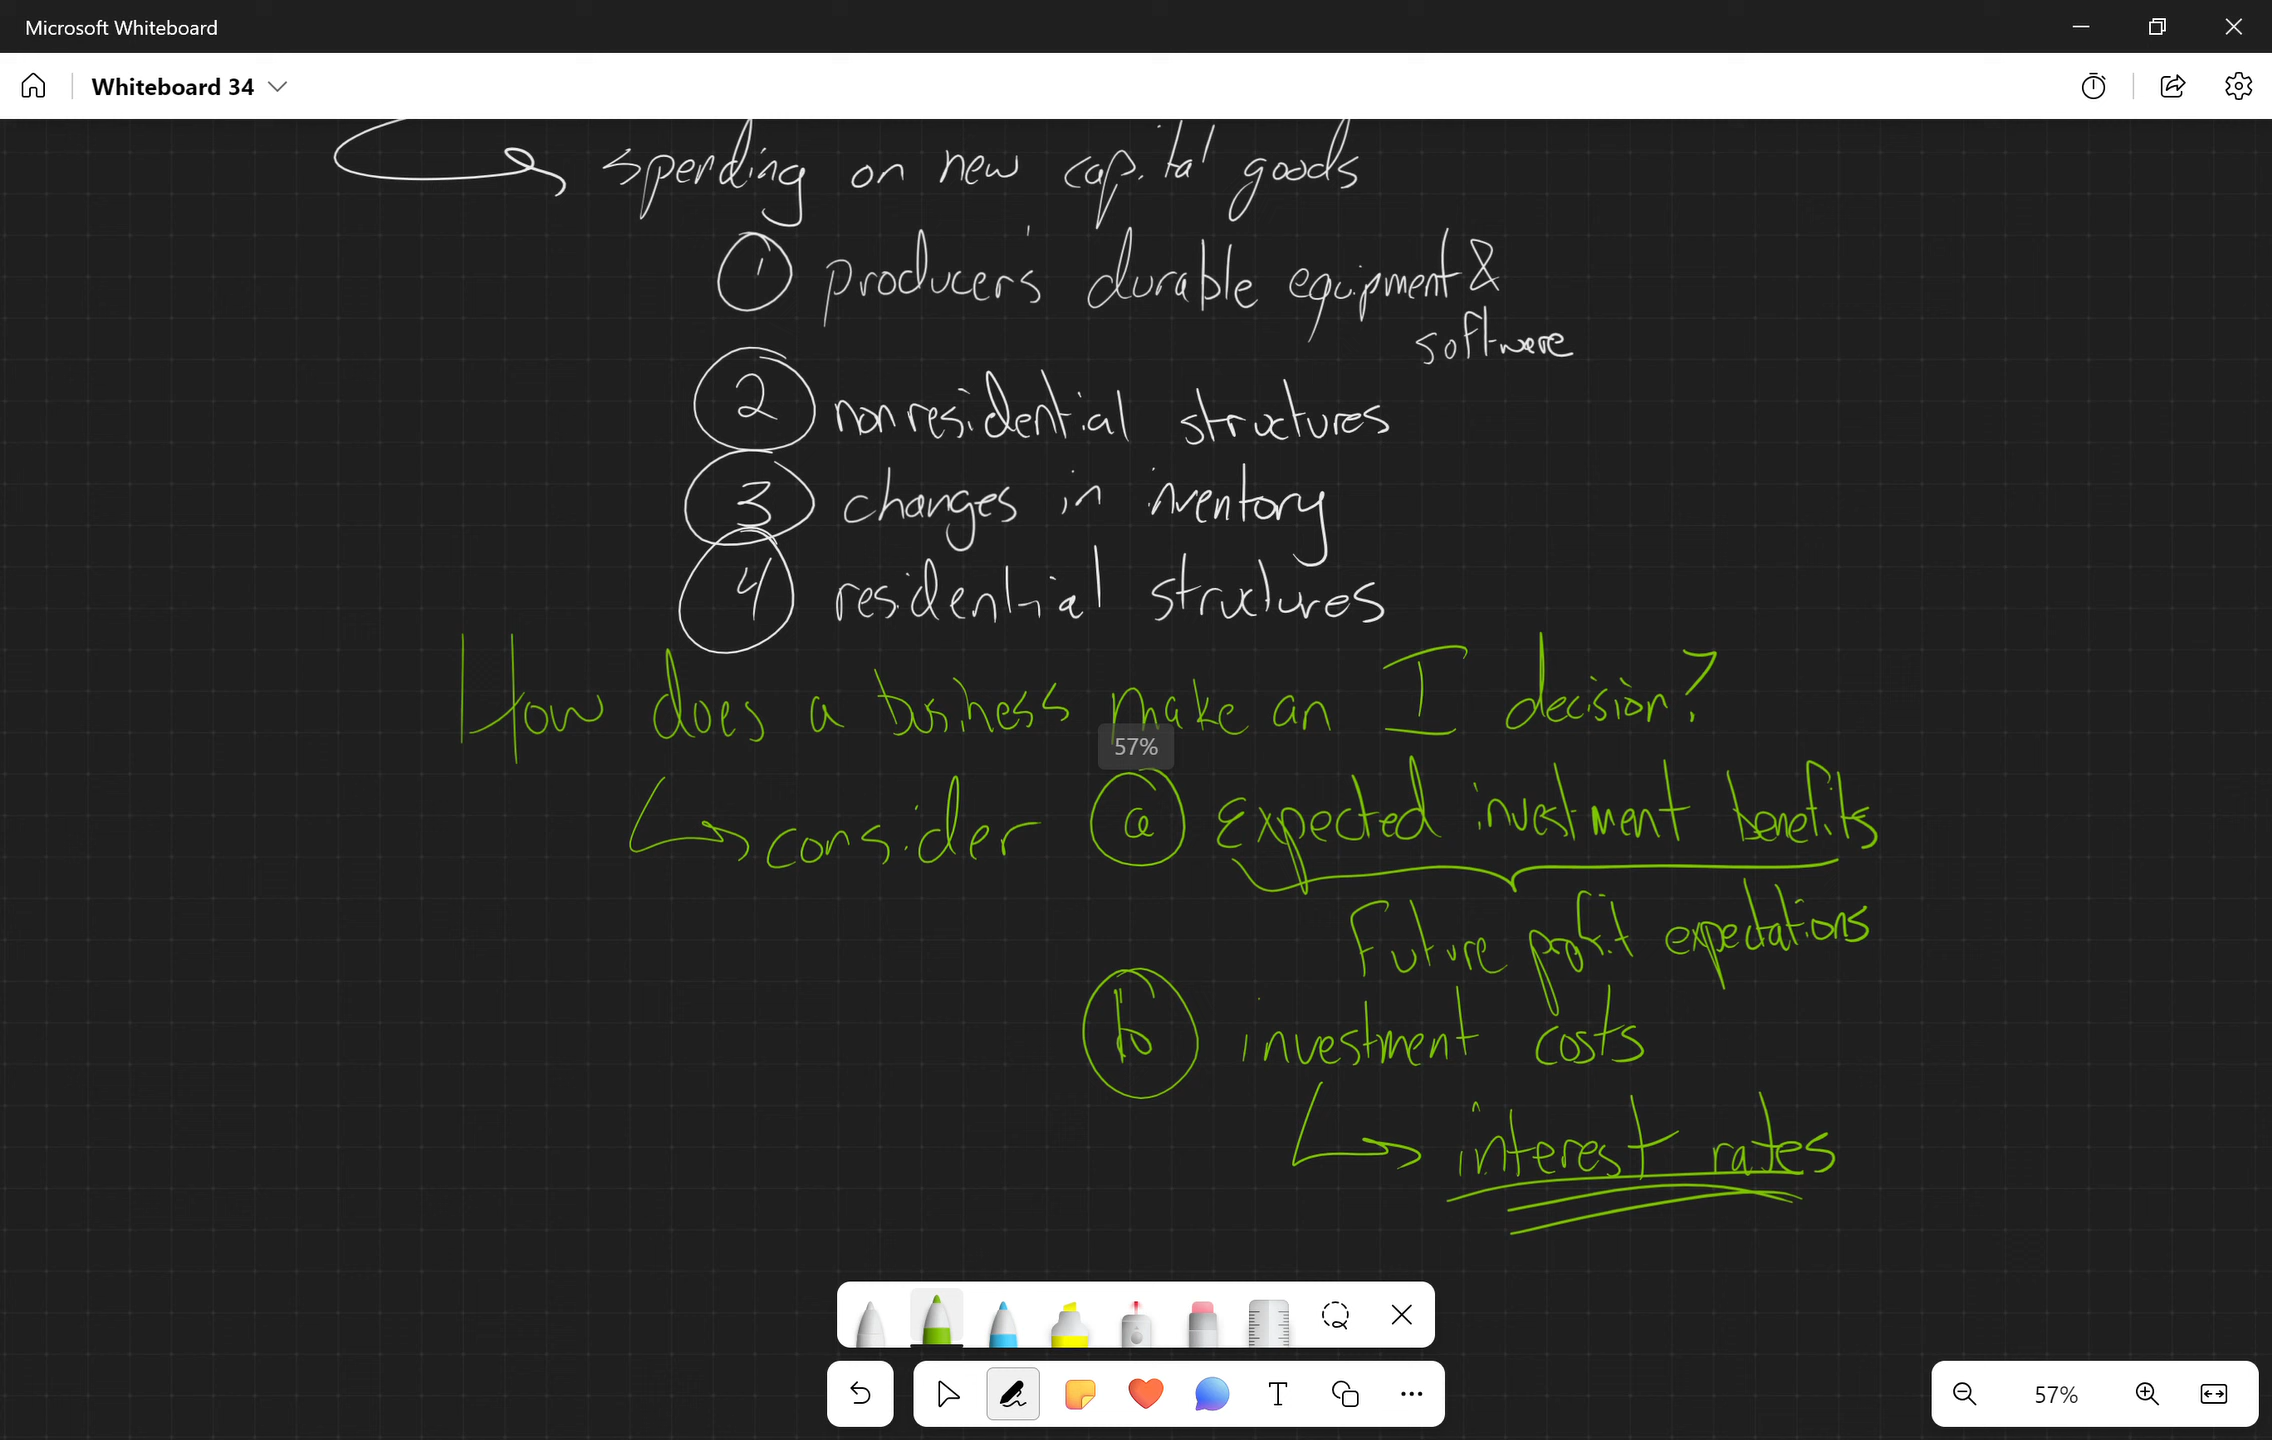 Microsoft Whiteboard
Whiteboard 34
spending on new capital goods
1 producer's durable equipment &
software
2 nonresidential structures
3 changes in inventory
4 residential structures
How does a business make an I decision?
57%
consider a expected investment benefits
Future profit expectations
b investment costs
interest rates
T
57%